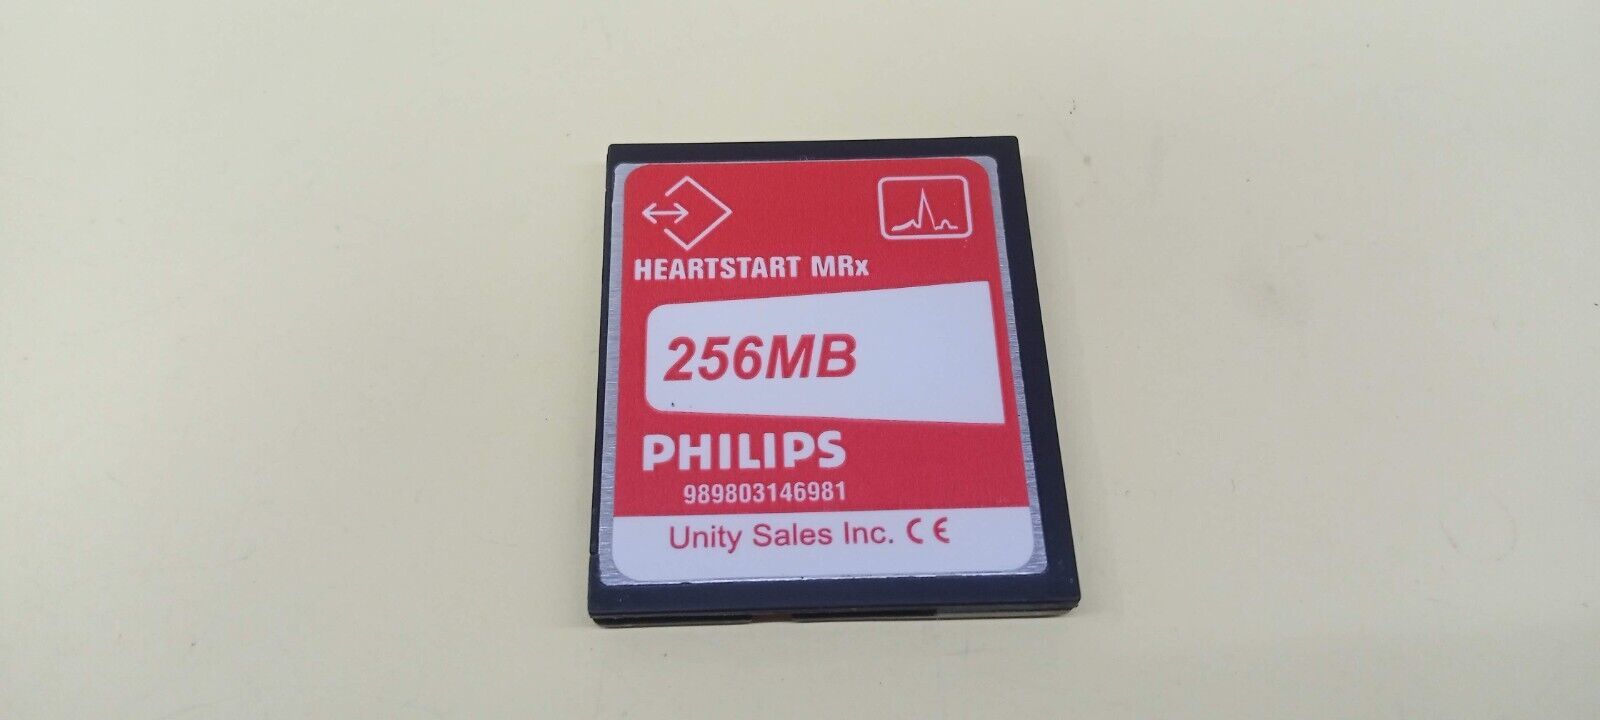 HEARTSTART MRx
256MB
PHILIPS
989803146981
Unity Sales Inc. CE